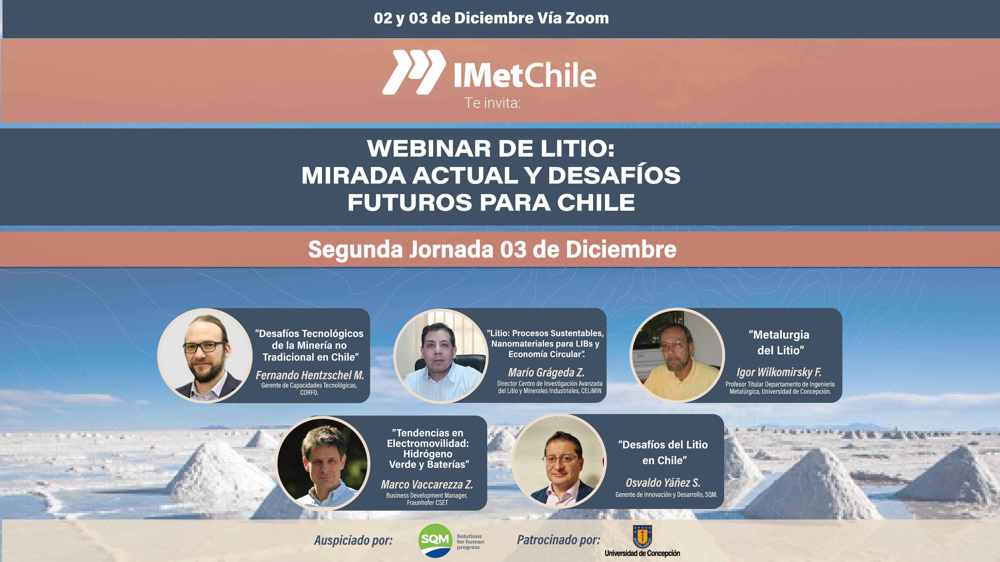 02 y 03 de Diciembre Vía Zoom
IMetChile
Te invita:
WEBINAR DE LITIO:
MIRADA ACTUAL Y DESAFÍOS
FUTUROS PARA CHILE
Segunda Jornada 03 de Diciembre
“Desafíos Tecnológicos
de la Minería no
Tradicional en Chile”
Fernando Hentzschel M.
Gerente de Capacidades Tecnológicas,
CORFO.
“Litio: Procesos Sustentables,
Nanomateriales para LIBs y
Economía Circular”.
Mario Grágeda Z.
Director Centro de Investigación Avanzada
del Litio y Minerales Industriales, CELiMIN
“Metalurgia
del Litio”
Igor Wilkomirsky F.
Profesor Titular Departamento de Ingeniería
Metalúrgica, Universidad de Concepción.
“Tendencias en
Electromovilidad:
Hidrógeno
Verde y Baterías”
Marco Vaccarezza Z.
Business Development Manager,
Fraunhofer CSET
“Desafíos del Litio
en Chile”
Osvaldo Yáñez S.
Gerente de Innovación y Desarrollo, SQM.
Auspiciado por:
SQM
Solutions
for human
progress
Patrocinado por:
Universidad de Concepción